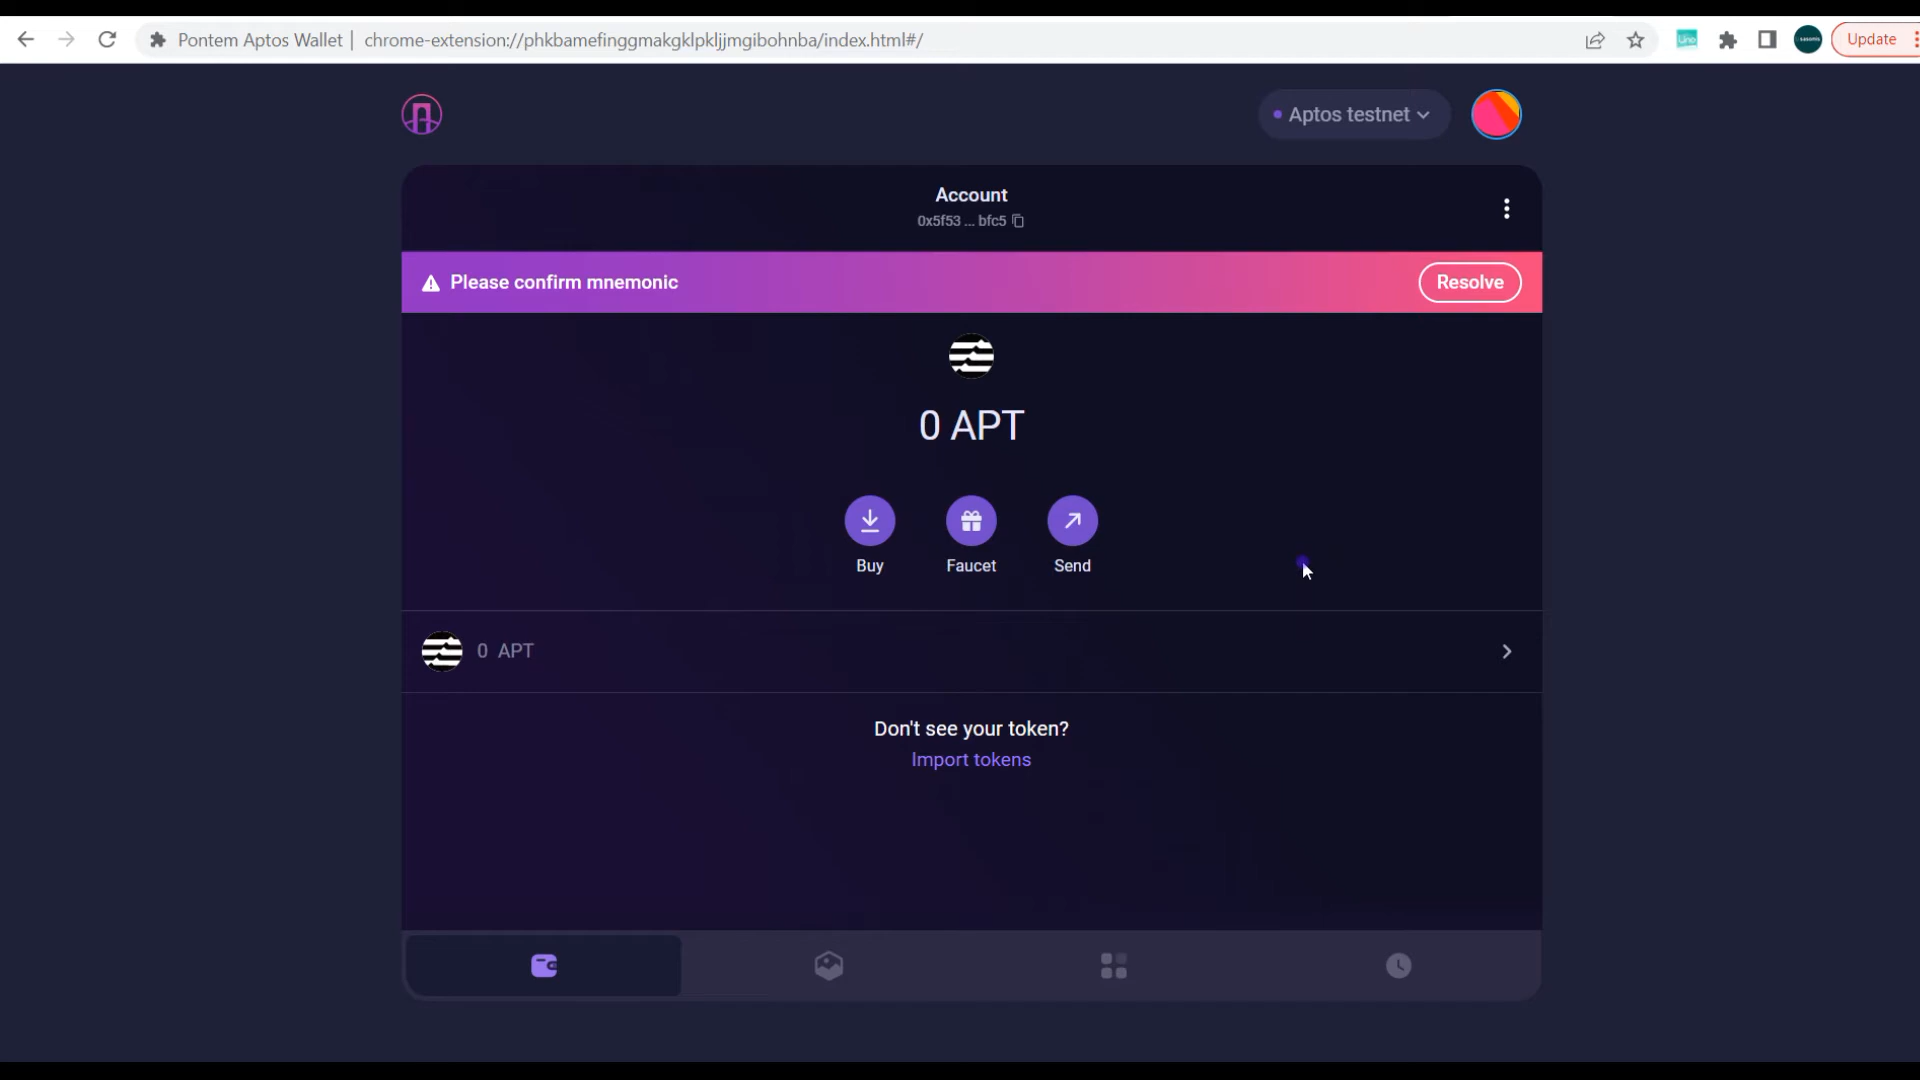 Pontem Aptos Wallet | chrome-extension://phkbamefinggmakgklpkljjmgibohnba/index.html#/
Update
Aptos testnet
Account
0x5f53 ... bfc5
Please confirm mnemonic
Resolve
0 APT
Buy
Faucet
Send
0 APT
Don't see your token?
Import tokens